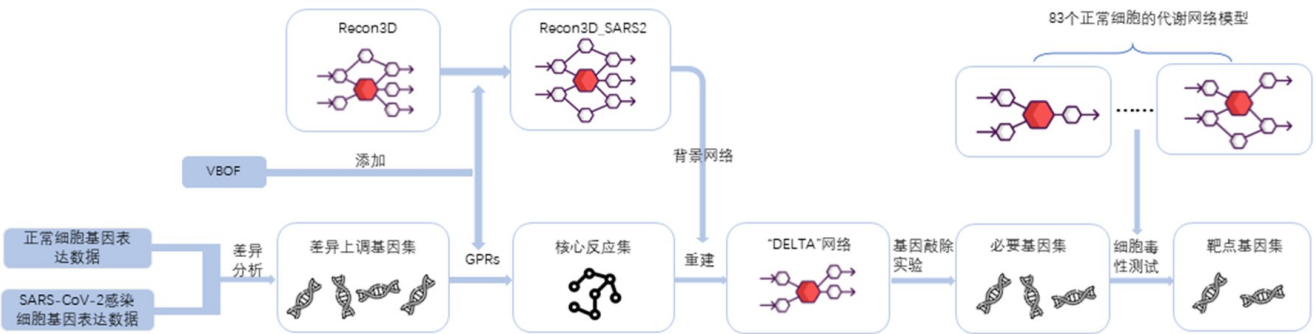 83个正常细胞的代谢网络模型
Recon3D
Recon3D_SARS2
……
VBOF
添加
背景网络
正常细胞基因表
达数据
SARS-CoV-2感染
细胞基因表达数据
差异
分析
差异上调基因集
GPRs
核心反应集
重建
“DELTA”网络
基因敲除
实验
必要基因集
细胞毒
性测试
靶点基因集